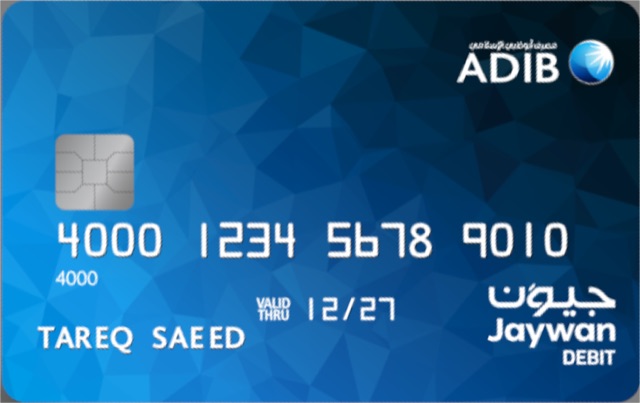 مصرف أبوظبي الإسلامي
ADIB
4000 1234 5678 9010
4000
VALID THRU 12/27
TAREQ SAEED
جيون
Jaywan
DEBIT